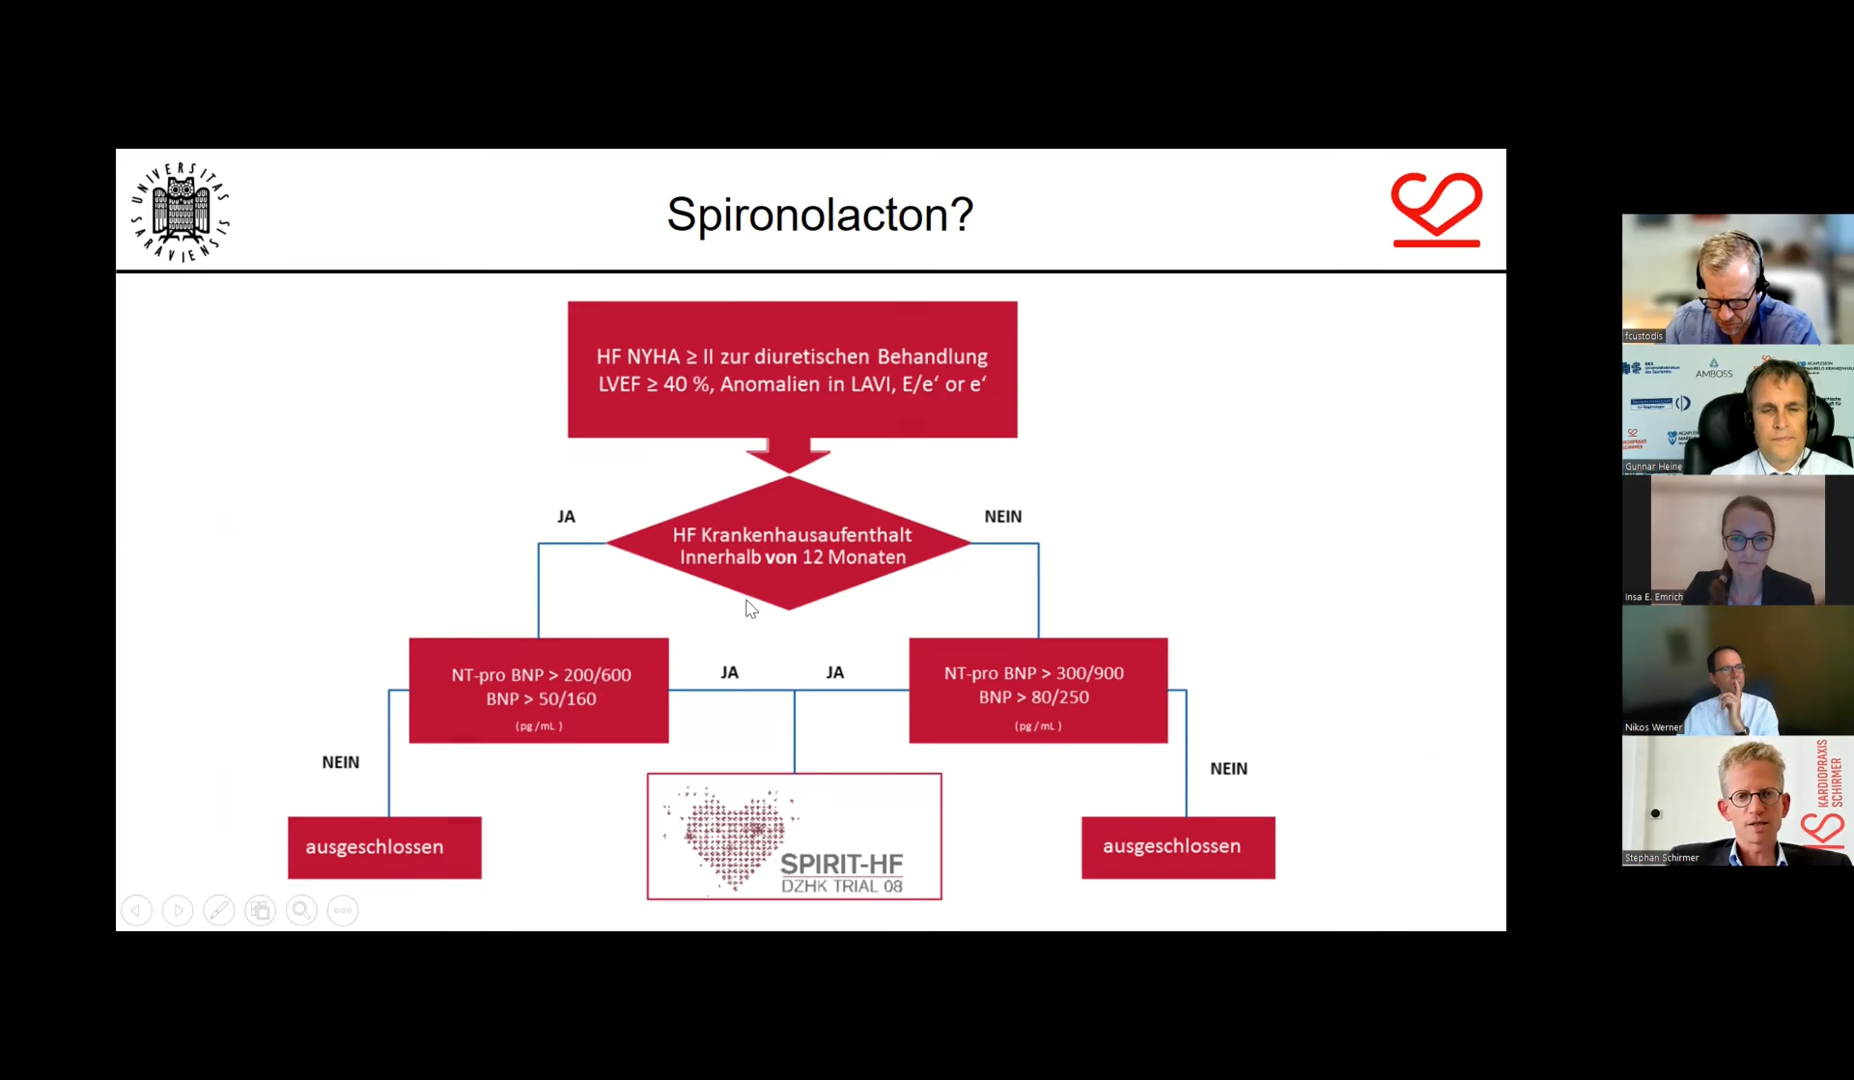 UNIVERSITAS
SARAVIENSIS
Spironolacton?
HF NYHA ≥ II zur diuretischen Behandlung
LVEF ≥ 40 %, Anomalien in LAVI, E/e‘ or e‘
JA
NEIN
HF Krankenhausaufenthalt
Innerhalb von 12 Monaten
NT-pro BNP > 200/600
BNP > 50/160
(pg/mL )
JA
JA
NT-pro BNP > 300/900
BNP > 80/250
(pg/mL )
NEIN
NEIN
ausgeschlossen
SPIRIT-HF
DZHK TRIAL 08
ausgeschlossen
fcustodis
AMBOSS
Gunnar Heine
Insa E. Emrich
Nikos Werner
KARDIOPRAXIS
SCHIRMER
Stephan Schirmer